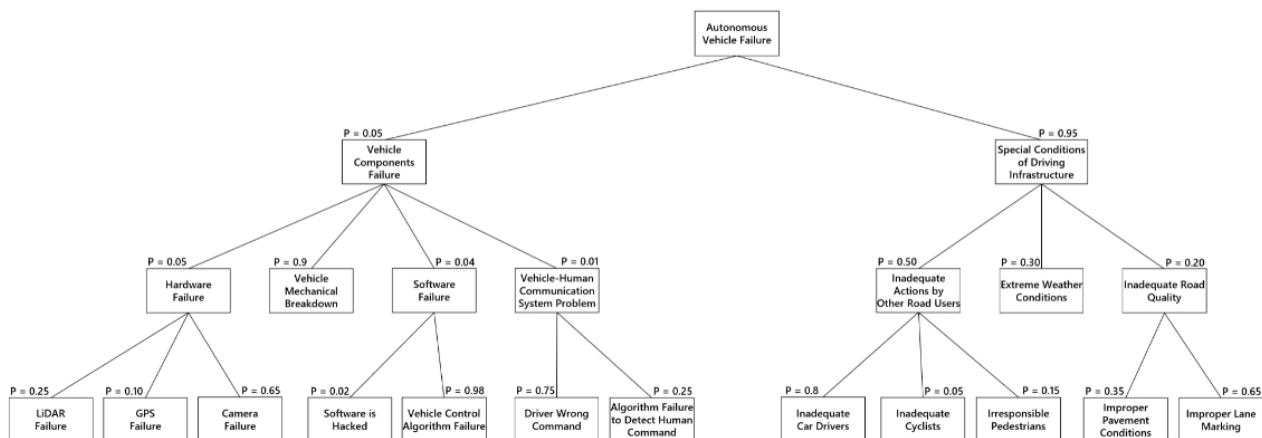 Autonomous
Vehicle Failure
P = 0.05
Vehicle
Components
Failure
P = 0.95
Special Conditions
of Driving
Infrastructure
P = 0.05
Hardware
Failure
P = 0.9
Vehicle
Mechanical
Breakdown
P = 0.04
Software
Failure
P = 0.01
Vehicle-Human
Communication
System Problem
P = 0.50
Inadequate
Actions by
Other Road Users
P = 0.30
Extreme Weather
Conditions
P = 0.20
Inadequate Road
Quality
P = 0.25
LiDAR
Failure
P = 0.10
GPS
Failure
P = 0.65
Camera
Failure
P = 0.02
Software is
Hacked
P = 0.98
Vehicle Control
Algorithm Failure
P = 0.75
Driver Wrong
Command
P = 0.25
Algorithm Failure
to Detect Human
Command
P = 0.8
Inadequate
Car Drivers
P = 0.05
Inadequate
Cyclists
P = 0.15
Irresponsible
Pedestrians
P = 0.35
Improper
Pavement
Conditions
P = 0.65
Improper Lane
Marking